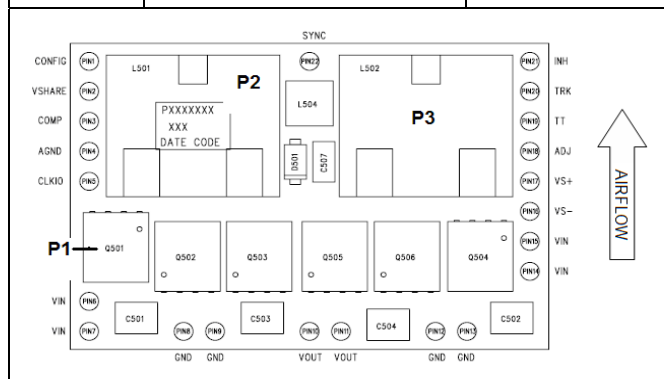 SYNC
CONFIG PIN1 L501 P2 PIN22 L502 PIN21 INH
VSHARE PIN2 L504 PIN20 TRK
PXXXXXXX
COMP PIN3 P3 PIN19 TT
XXX
DATE CODE
AGND PIN4 D501 C507 PIN18 ADJ
CLKIO PIN5 PIN17 VS+
PIN16 VS-
P1 Q501 Q502 Q503 Q505 Q506 Q504 PIN15 VIN
PIN14 VIN
VIN PIN6
C501 C503 C504 C502
VIN PIN7 PIN8 PIN9 PIN10 PIN11 PIN12 PIN13
GND GND VOUT VOUT GND GND
AIRFLOW